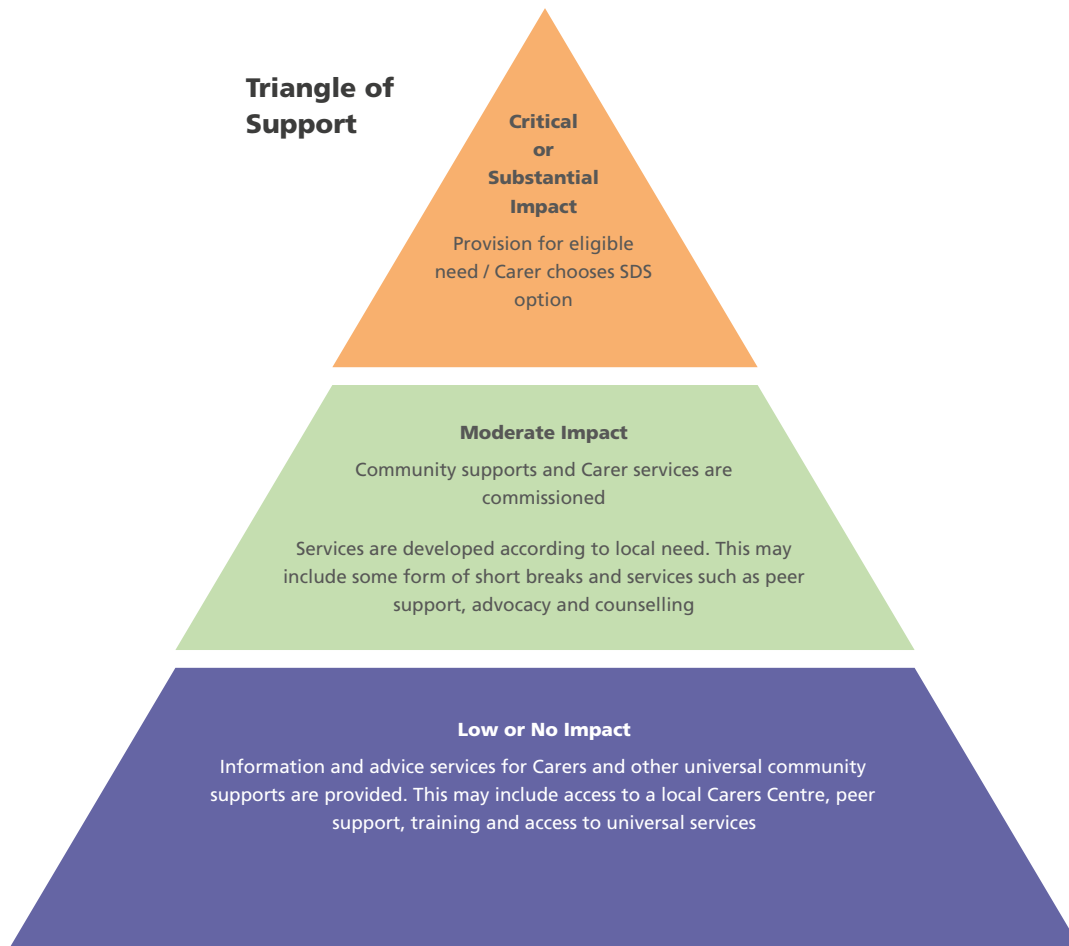 Triangle of
Support
Critical
or
Substantial
Impact
Provision for eligible
need / Carer chooses SDS
option
Moderate Impact
Community supports and Carer services are
commissioned
Services are developed according to local need. This may
include some form of short breaks and services such as peer
support, advocacy and counselling
Low or No Impact
Information and advice services for Carers and other universal community
supports are provided. This may include access to a local Carers Centre, peer
support, training and access to universal services